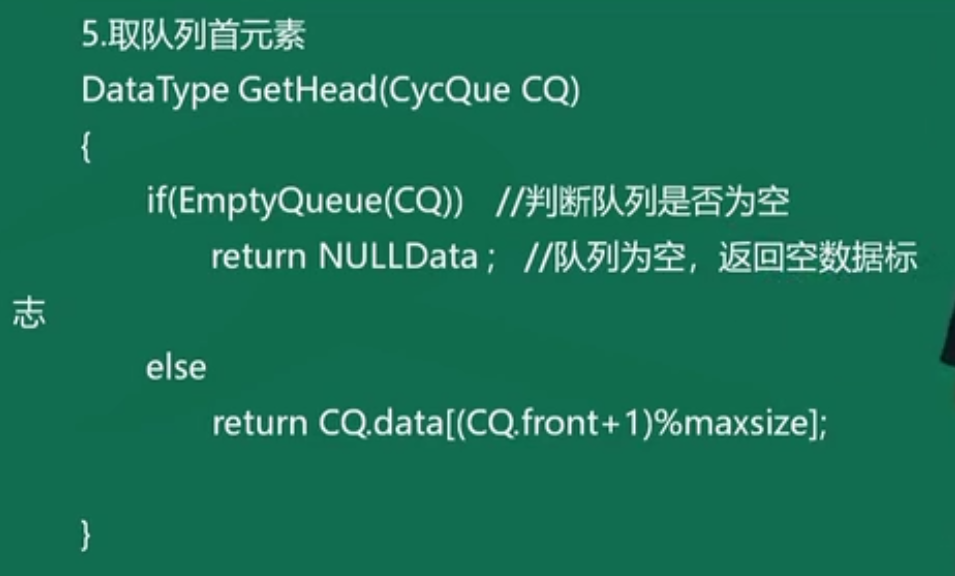 5.取队列首元素
DataType GetHead(CycQue CQ)
{
if(EmptyQueue(CQ)) //判断队列是否为空
return NULLData ; //队列为空，返回空数据标
志
else
return CQ.data[(CQ.front+1)%maxsize];
}